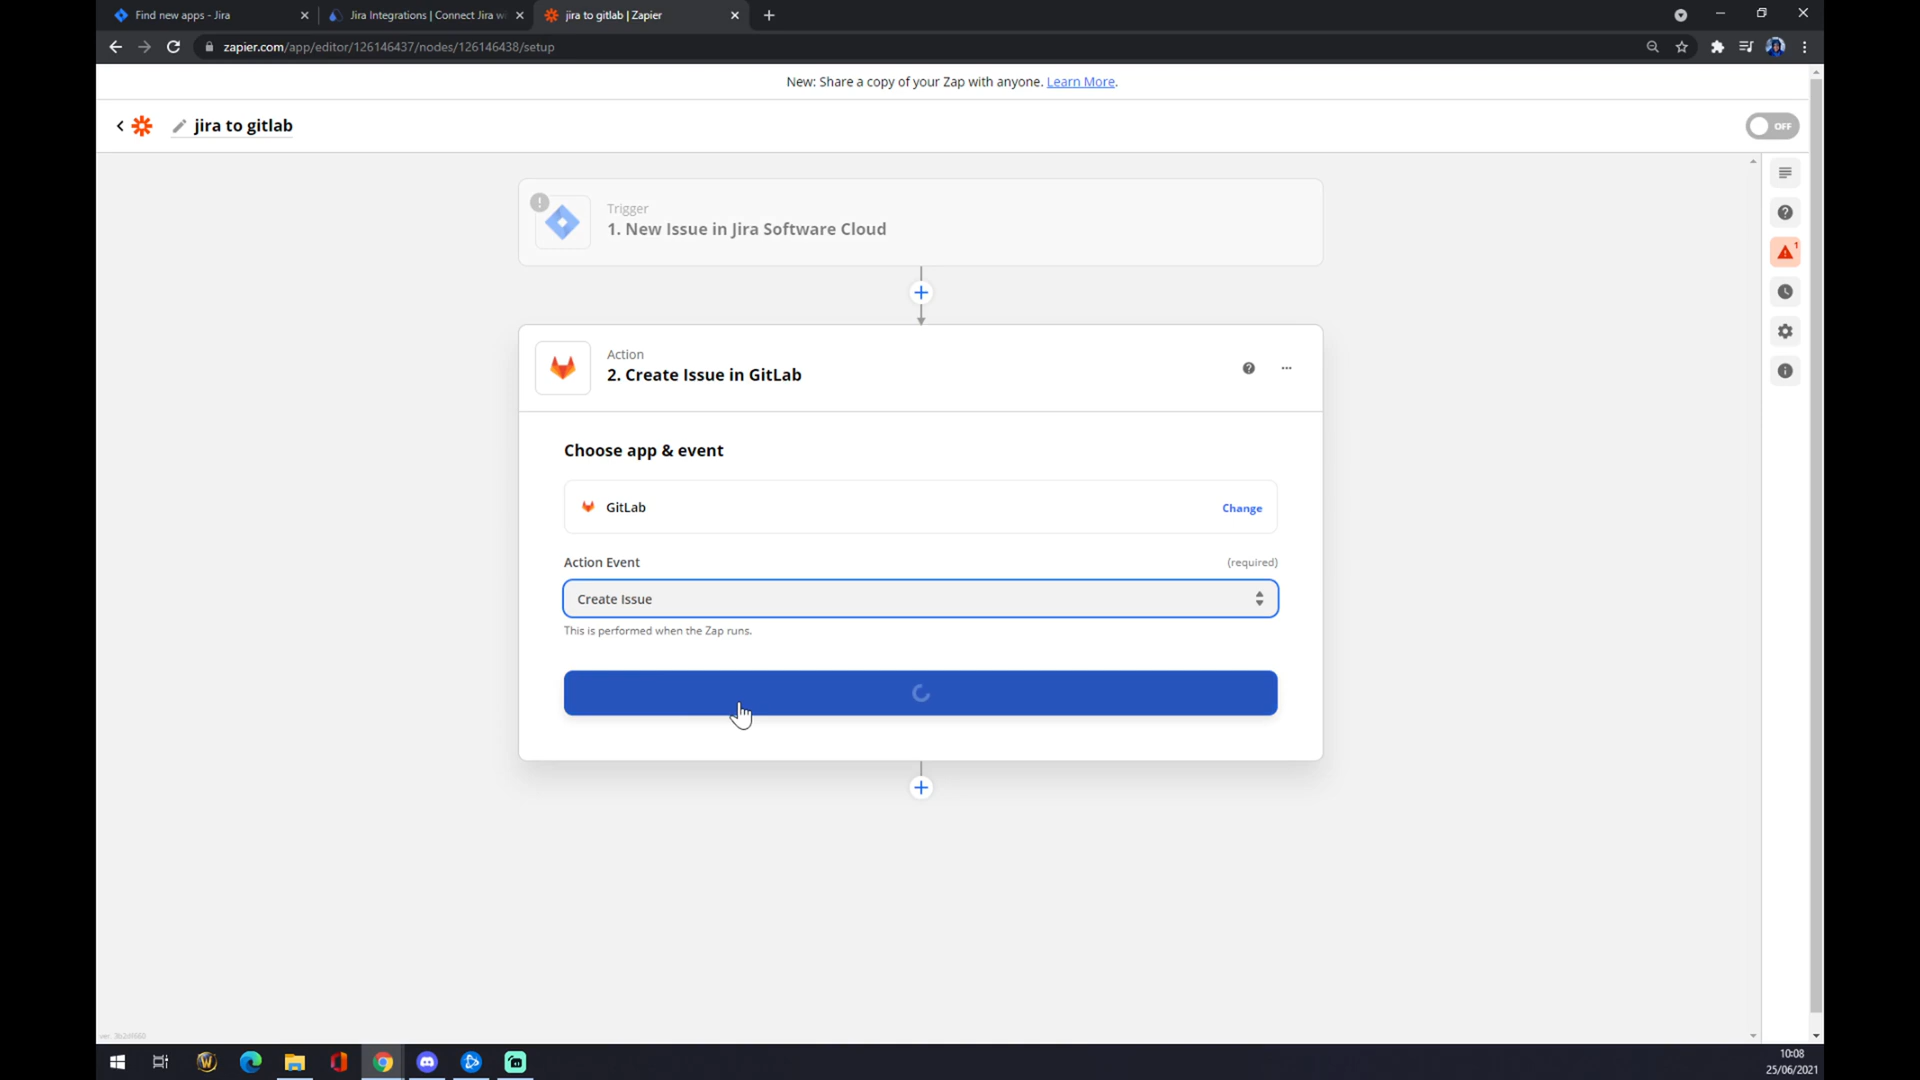 Find new apps - Jira
Jira Integrations | Connect Jira wi
jira to gitlab | Zapier
zapier.com/app/editor/126146437/nodes/126146438/setup
New: Share a copy of your Zap with anyone. Learn More.
jira to gitlab
OFF
Trigger
1. New Issue in Jira Software Cloud
1
Action
2. Create Issue in GitLab
Choose app & event
GitLab
Change
Action Event
(required)
Create Issue
This is performed when the Zap runs.
10:08
25/06/2021